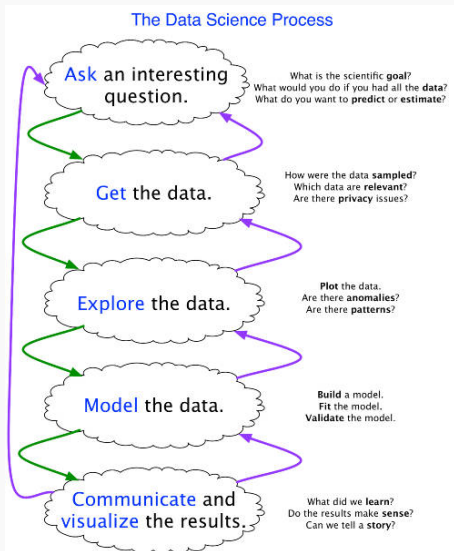 The Data Science Process
Ask an interesting
question.
What is the scientific goal?
What would you do if you had all the data?
What do you want to predict or estimate?
Get the data.
How were the data sampled?
Which data are relevant?
Are there privacy issues?
Explore the data.
Plot the data.
Are there anomalies?
Are there patterns?
Model the data.
Build a model.
Fit the model.
Validate the model.
Communicate and
visualize the results.
What did we learn?
Do the results make sense?
Can we tell a story?